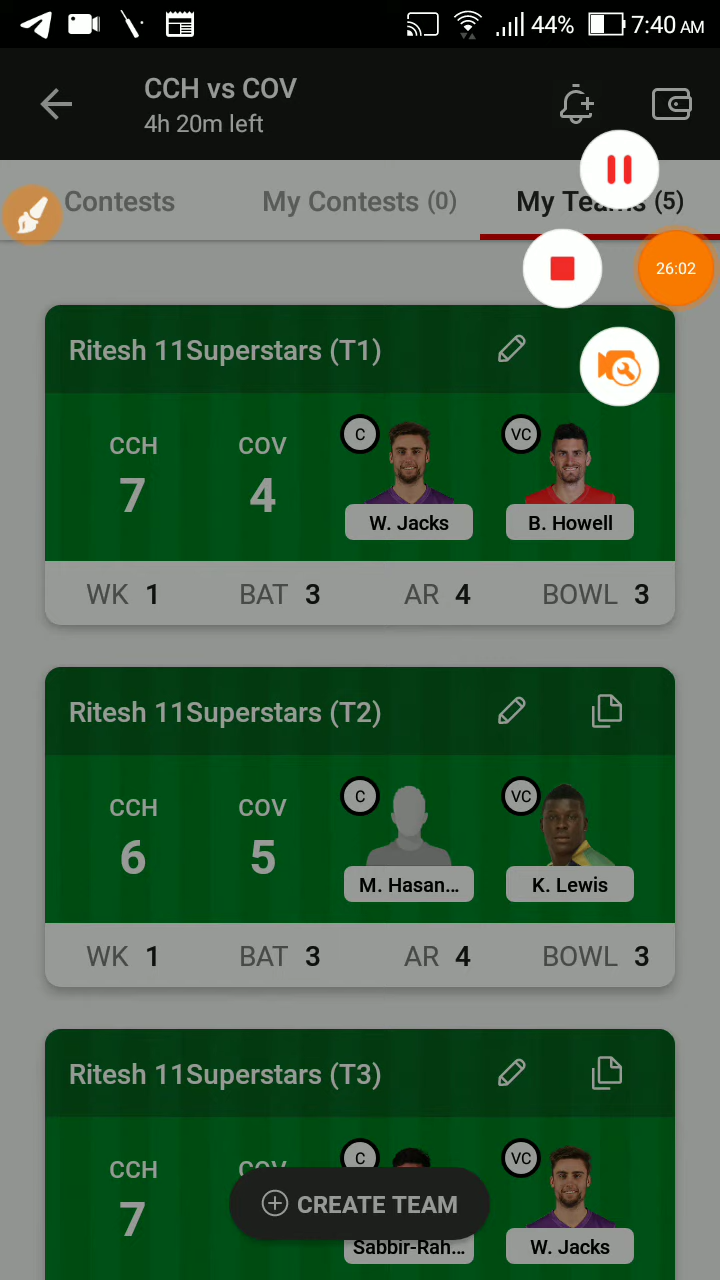 44% 7:40 AM
CCH vs COV
4h 20m left
Contests My Contests (0) My Teams (5)
26:02
Ritesh 11Superstars (T1)
CCH COV C VC
7 4
W. Jacks B. Howell
WK 1 BAT 3 AR 4 BOWL 3
Ritesh 11Superstars (T2)
CCH COV C VC
6 5
M. Hasan... K. Lewis
WK 1 BAT 3 AR 4 BOWL 3
Ritesh 11Superstars (T3)
CCH COV C VC
7
CREATE TEAM
Sabbir-Rah... W. Jacks